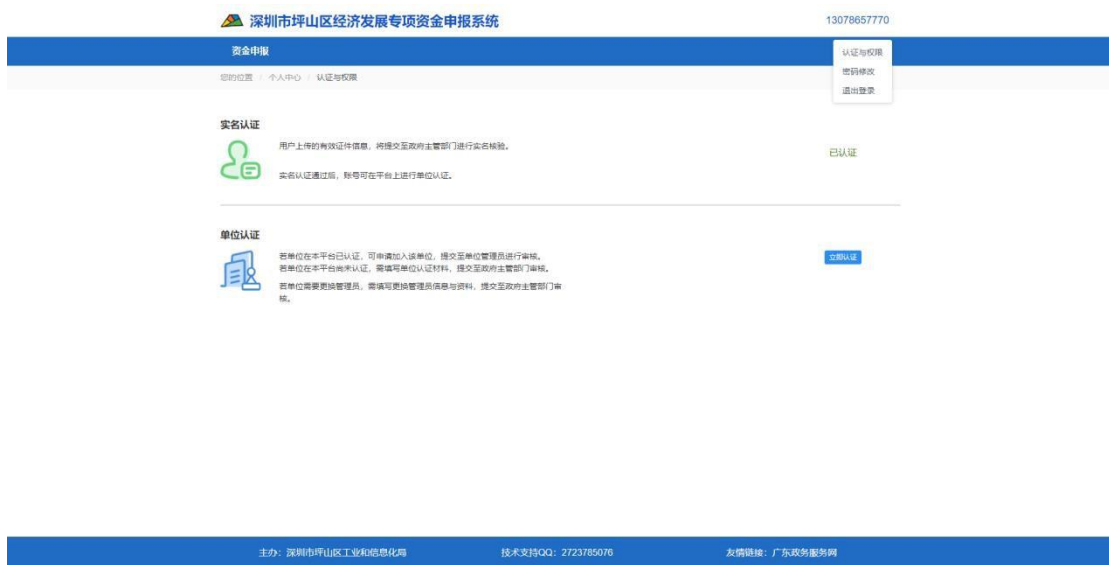 深圳市坪山区经济发展专项资金申报系统
13078657770
资金申报
认证与权限
密码修改
退出登录
您的位置 / 个人中心 / 认证与权限
实名认证
用户上传的有效证件信息，将提交至政府主管部门进行实名核验。
已认证
实名认证通过后，账号可在平台上进行单位认证。
单位认证
若单位在本平台已认证，可申请加入该单位，提交至单位管理员进行审核。
若单位在本平台尚未认证，需填写单位认证材料，提交至政府主管部门审核。
立即认证
若单位需要更换管理员，需填写更换管理员信息与资料，提交至政府主管部门审
核。
主办：深圳市坪山区工业和信息化局
技术支持QQ：2723785076
友情链接：广东政务服务网